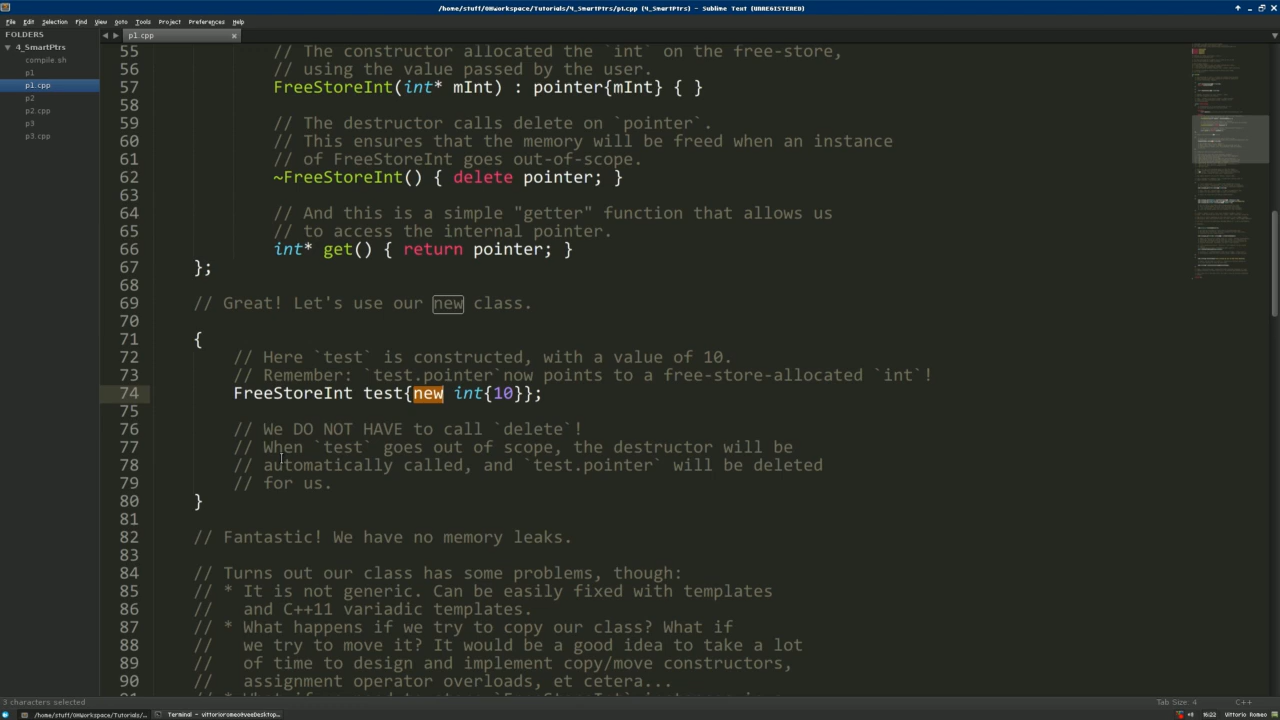 /home/stuff/OHWorkspace/Tutorials/4_SmartPtrs/p1.cpp (4_SmartPtrs) - Sublime Text (UNREGISTERED)
File Edit Selection Find View Goto Tools Project Preferences Help
FOLDERS
4_SmartPtrs
compile.sh
p1
p1.cpp
p2
p2.cpp
p3
p3.cpp
p1.cpp
55 // The constructor allocated the `int` on the free-store,
56 // using the value passed by the user.
57 FreeStoreInt(int* mInt) : pointer{mInt} { }
58
59 // The destructor calls delete on `pointer`.
60 // This ensures that the memory will be freed when an instance
61 // of FreeStoreInt goes out-of-scope.
62 ~FreeStoreInt() { delete pointer; }
63
64 // And this is a simple "getter" function that allows us
65 // to access the internal pointer.
66 int* get() { return pointer; }
67 };
68
69 // Great! Let's use our new class.
70
71 {
72 // Here `test` is constructed, with a value of 10.
73 // Remember: `test.pointer`now points to a free-store-allocated `int`!
74 FreeStoreInt test{new int{10}};
75
76 // We DO NOT HAVE to call `delete`!
77 // When `test` goes out of scope, the destructor will be
78 // automatically called, and `test.pointer` will be deleted
79 // for us.
80 }
81
82 // Fantastic! We have no memory leaks.
83
84 // Turns out our class has some problems, though:
85 // * It is not generic. Can be easily fixed with templates
86 // and C++11 variadic templates.
87 // * What happens if we try to copy our class? What if
88 // we try to move it? It would be a good idea to take a lot
89 // of time to design and implement copy/move constructors,
90 // assignment operator overloads, et cetera...
3 characters selected
Tab Size: 4
C++
/home/stuff/OHWorkspace/Tutorials/...
Terminal - vittorioromeo@veeDesktop...
16:22
Vittorio Romeo